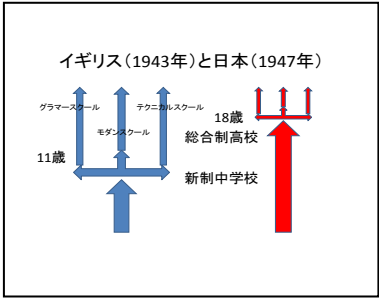 イギリス(1943年)と日本(1947年)
グラマースクール
テクニカルスクール
モダンスクール
18歳
総合制高校
11歳
新制中学校